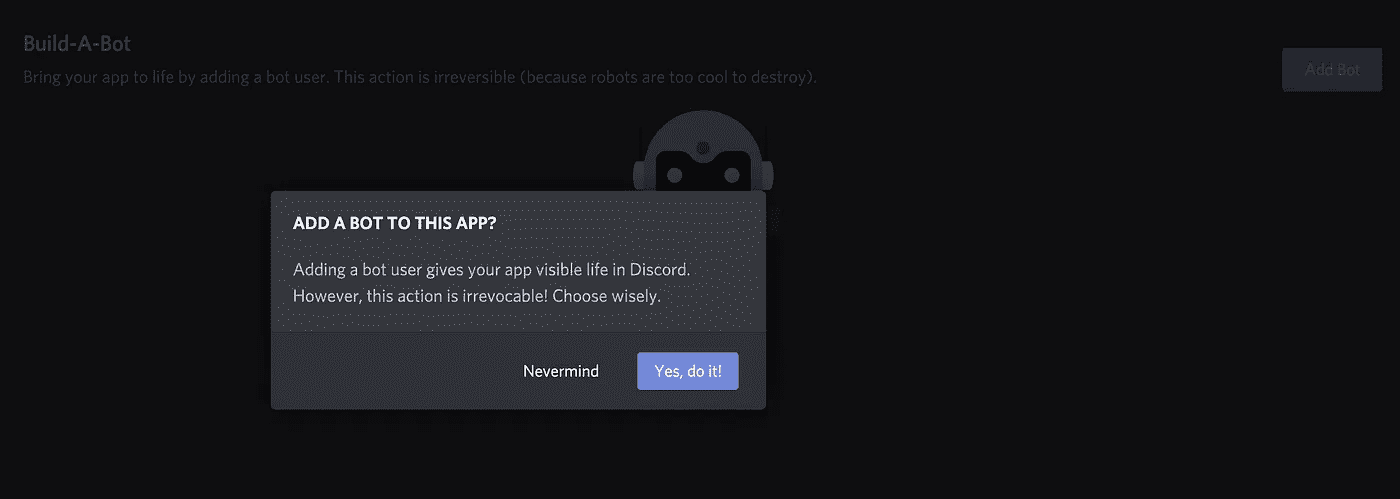 Build-A-Bot
Bring your app to life by adding a bot user. This action is irreversible (because robots are too cool to destroy).
Add Bot
ADD A BOT TO THIS APP?
Adding a bot user gives your app visible life in Discord.
However, this action is irrevocable! Choose wisely.
Nevermind
Yes, do it!